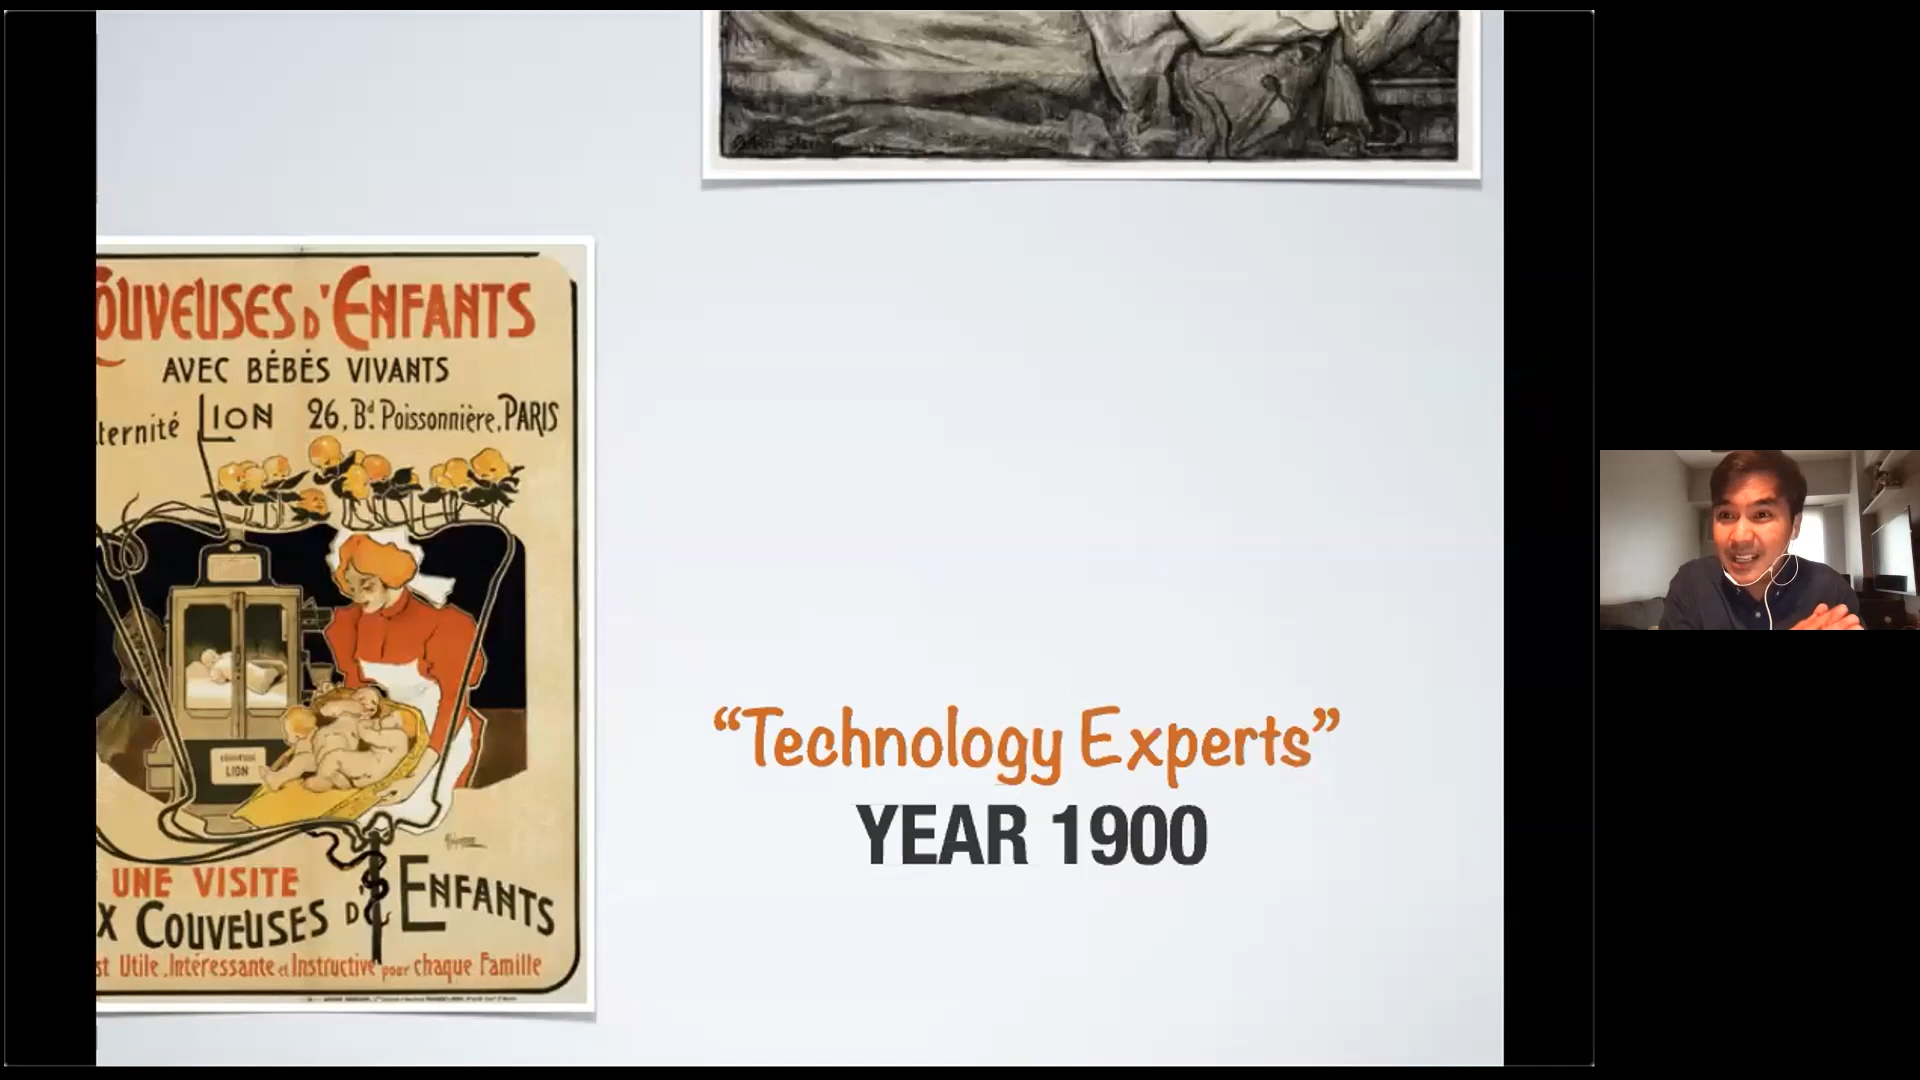 OUVEUSES D'ENFANTS
AVEC BÉBÉS VIVANTS
ternité LION 26, Bd. Poissonnière, PARIS
COUVEUSE
LION
UNE VISITE
X COUVEUSES D'ENFANTS
st Utile, Intéressante et Instructive pour chaque Famille
“Technology Experts”
YEAR 1900